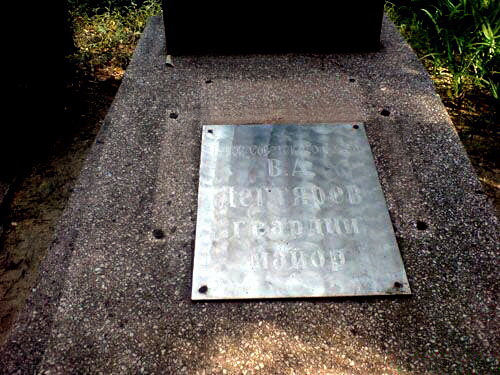 В.А.
Дегтярев
гвардии
майор